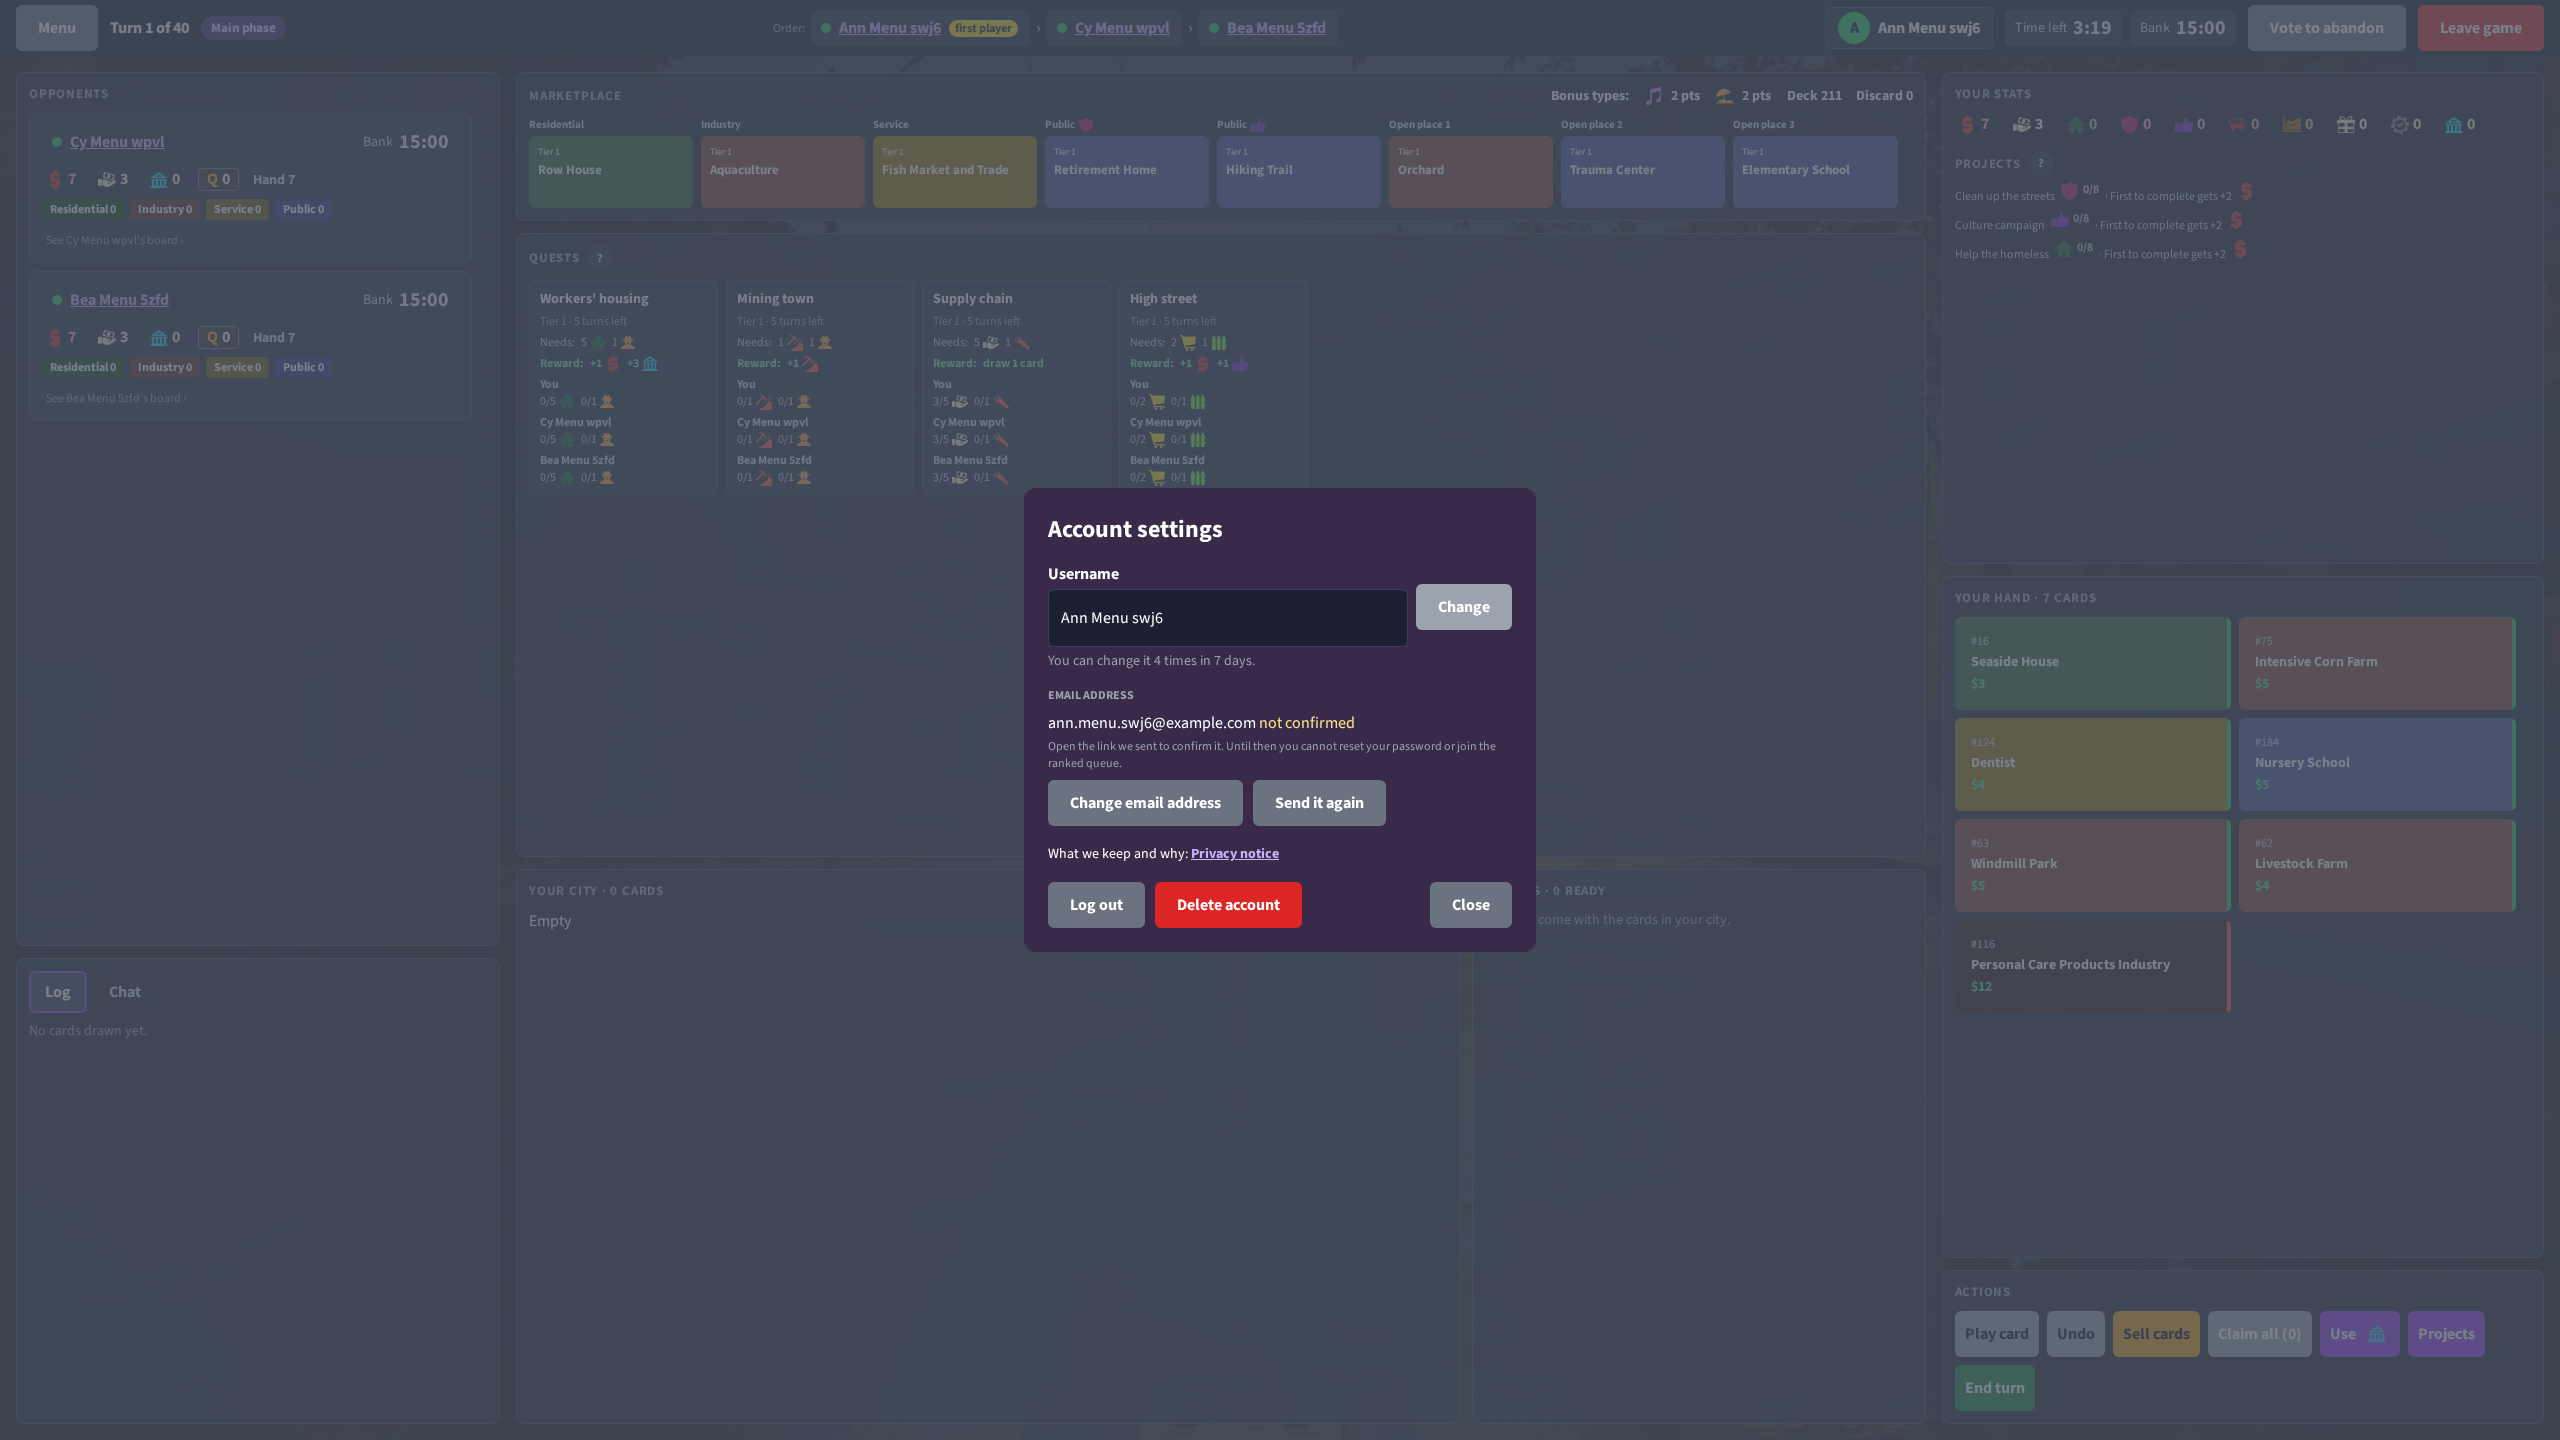 Menu
Turn 1 of 40
Main phase
Order:
Ann Menu swj6
first player
›
Cy Menu wpvl
›
Bea Menu 5zfd
A
Ann Menu swj6
Time left 3:19
Bank 15:00
Vote to abandon
Leave game
OPPONENTS
Cy Menu wpvl
Bank 15:00
7 3 0 Q 0 Hand 7
Residential 0 Industry 0 Service 0 Public 0
See Cy Menu wpvl's board ›
Bea Menu 5zfd
Bank 15:00
7 3 0 Q 0 Hand 7
Residential 0 Industry 0 Service 0 Public 0
See Bea Menu 5zfd's board ›
Log
Chat
No cards drawn yet.
MARKETPLACE
Bonus types: 2 pts 2 pts Deck 211 Discard 0
Residential
Tier 1
Row House
Industry
Tier 1
Aquaculture
Service
Tier 1
Fish Market and Trade
Public
Tier 1
Retirement Home
Public
Tier 1
Hiking Trail
Open place 1
Tier 1
Orchard
Open place 2
Tier 1
Trauma Center
Open place 3
Tier 1
Elementary School
QUESTS ?
Workers' housing
Tier 1 · 5 turns left
Needs: 5 1
Reward: +1 +3
You
0/5 0/1
Cy Menu wpvl
0/5 0/1
Bea Menu 5zfd
0/5 0/1
Mining town
Tier 1 · 5 turns left
Needs: 1 1
Reward: +1
You
0/1 0/1
Cy Menu wpvl
0/1 0/1
Bea Menu 5zfd
0/1 0/1
Supply chain
Tier 1 · 5 turns left
Needs: 5 1
Reward: draw 1 card
You
3/5 0/1
Cy Menu wpvl
3/5 0/1
Bea Menu 5zfd
3/5 0/1
High street
Tier 1 · 5 turns left
Needs: 2 1
Reward: +1 +1
You
0/2 0/1
Cy Menu wpvl
0/2 0/1
Bea Menu 5zfd
0/2 0/1
Account settings
Username
Ann Menu swj6
Change
You can change it 4 times in 7 days.
EMAIL ADDRESS
ann.menu.swj6@example.com not confirmed
Open the link we sent to confirm it. Until then you cannot reset your password or join the
ranked queue.
Change email address
Send it again
What we keep and why: Privacy notice
Log out
Delete account
Close
YOUR CITY · 0 CARDS
Empty
S · 0 READY
come with the cards in your city.
YOUR STATS
$ 7 3 0 0 0 0 0 0 0 0
PROJECTS ?
Clean up the streets 0/8 · First to complete gets +2 $
Culture campaign 0/8 · First to complete gets +2 $
Help the homeless 0/8 · First to complete gets +2 $
YOUR HAND · 7 CARDS
#16
Seaside House
$3
#75
Intensive Corn Farm
$5
#124
Dentist
$4
#184
Nursery School
$5
#63
Windmill Park
$5
#62
Livestock Farm
$4
#116
Personal Care Products Industry
$12
ACTIONS
Play card
Undo
Sell cards
Claim all (0)
Use
Projects
End turn